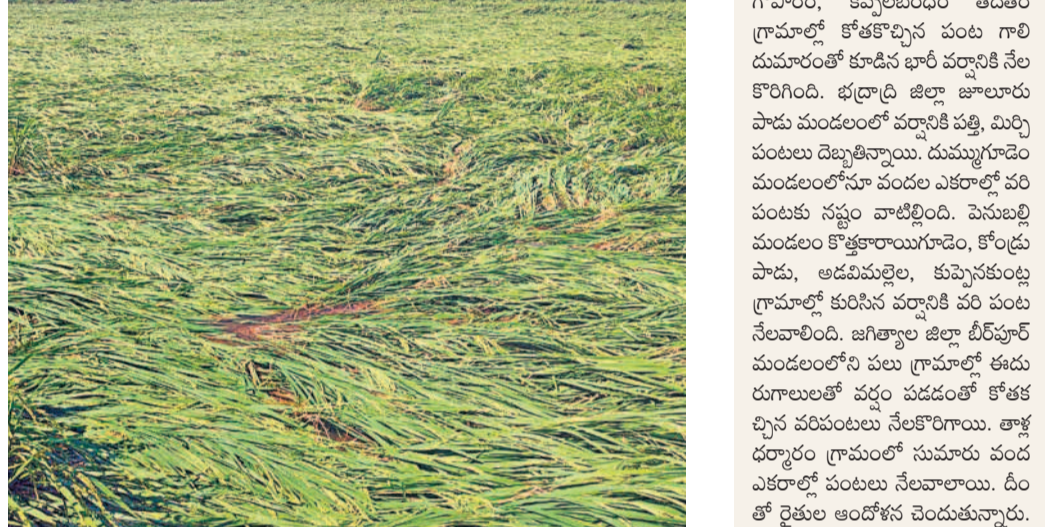 గ్రామాల్లో కోతకొచ్చిన పంట గాలి
దుమారంతో కూడిన భారీ వర్షానికి నేల
కొరిగింది. భద్రాద్రి జిల్లా జూలూరు
పాడు మండలంలో వర్షానికి పత్తి, మిర్చి
పంటలు దెబ్బతిన్నాయి. దుమ్ముగూడెం
మండలంలోనూ వందల ఎకరాల్లో వరి
పంటకు నష్టం వాటిల్లింది. పెనుబల్లి
మండలం కొత్తకారాయిగూడెం, కోండ్రు
పాడు, అడవిమల్లెల, కుప్పెనకుంట్ల
గ్రామాల్లో కురిసిన వర్షానికి వరి పంట
నేలవాలింది. జగిత్యాల జిల్లా బీర్‌పూర్
మండలంలోని పలు గ్రామాల్లో ఈదు
రుగాలులతో వర్షం పడడంతో కోతక
చ్చిన వరిపంటలు నేలకొరిగాయి. తాళ్ల
ధర్మారం గ్రామంలో సుమారు వంద
ఎకరాల్లో పంటలు నేలవాలాయి. దీం
తో రైతుల ఆందోళన చెందుతున్నారు.